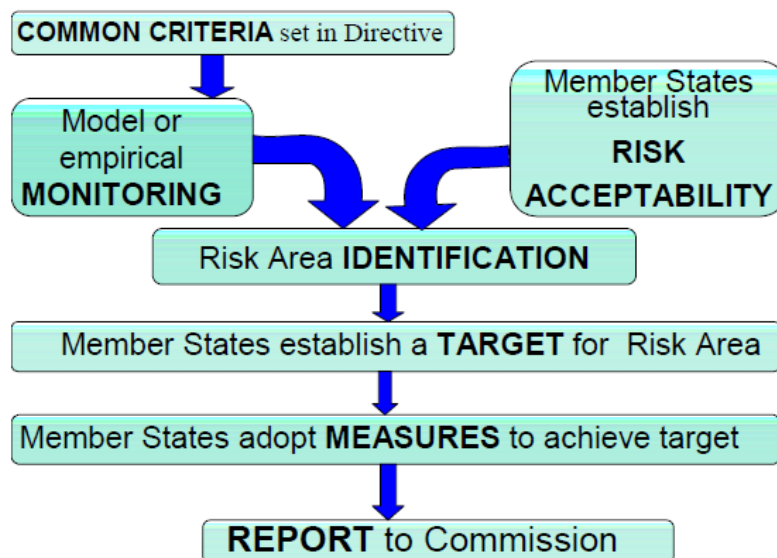 COMMON CRITERIA set in Directive
Model or
empirical
MONITORING
Member States
establish
RISK
ACCEPTABILITY
Risk Area IDENTIFICATION
Member States establish a TARGET for Risk Area
Member States adopt MEASURES to achieve target
REPORT to Commission